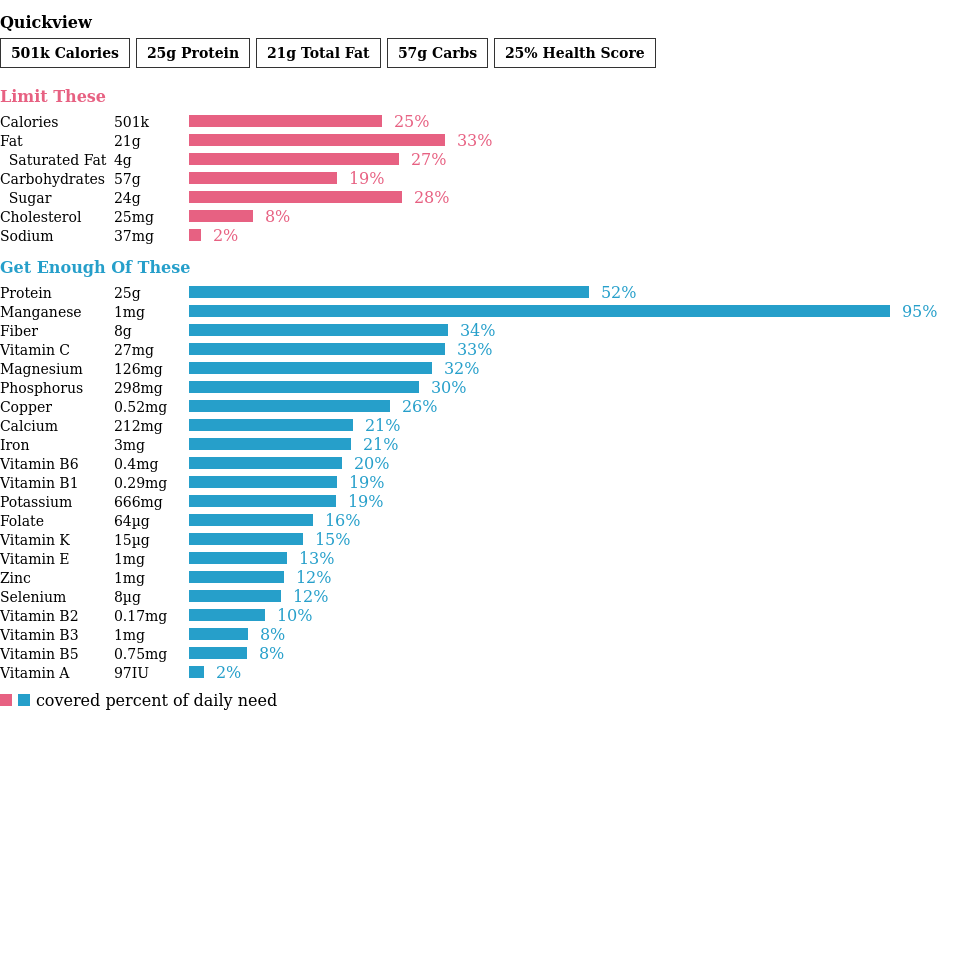 Quickview
501k Calories 25g Protein 21g Total Fat 57g Carbs 25% Health Score
Limit These
Calories 501k 25%
Fat 21g 33%
Saturated Fat 4g 27%
Carbohydrates 57g 19%
Sugar 24g 28%
Cholesterol 25mg 8%
Sodium 37mg 2%
Get Enough Of These
Protein 25g 52%
Manganese 1mg 95%
Fiber 8g 34%
Vitamin C 27mg 33%
Magnesium 126mg 32%
Phosphorus 298mg 30%
Copper 0.52mg 26%
Calcium 212mg 21%
Iron 3mg 21%
Vitamin B6 0.4mg 20%
Vitamin B1 0.29mg 19%
Potassium 666mg 19%
Folate 64µg 16%
Vitamin K 15µg 15%
Vitamin E 1mg 13%
Zinc 1mg 12%
Selenium 8µg 12%
Vitamin B2 0.17mg 10%
Vitamin B3 1mg 8%
Vitamin B5 0.75mg 8%
Vitamin A 97IU 2%
covered percent of daily need